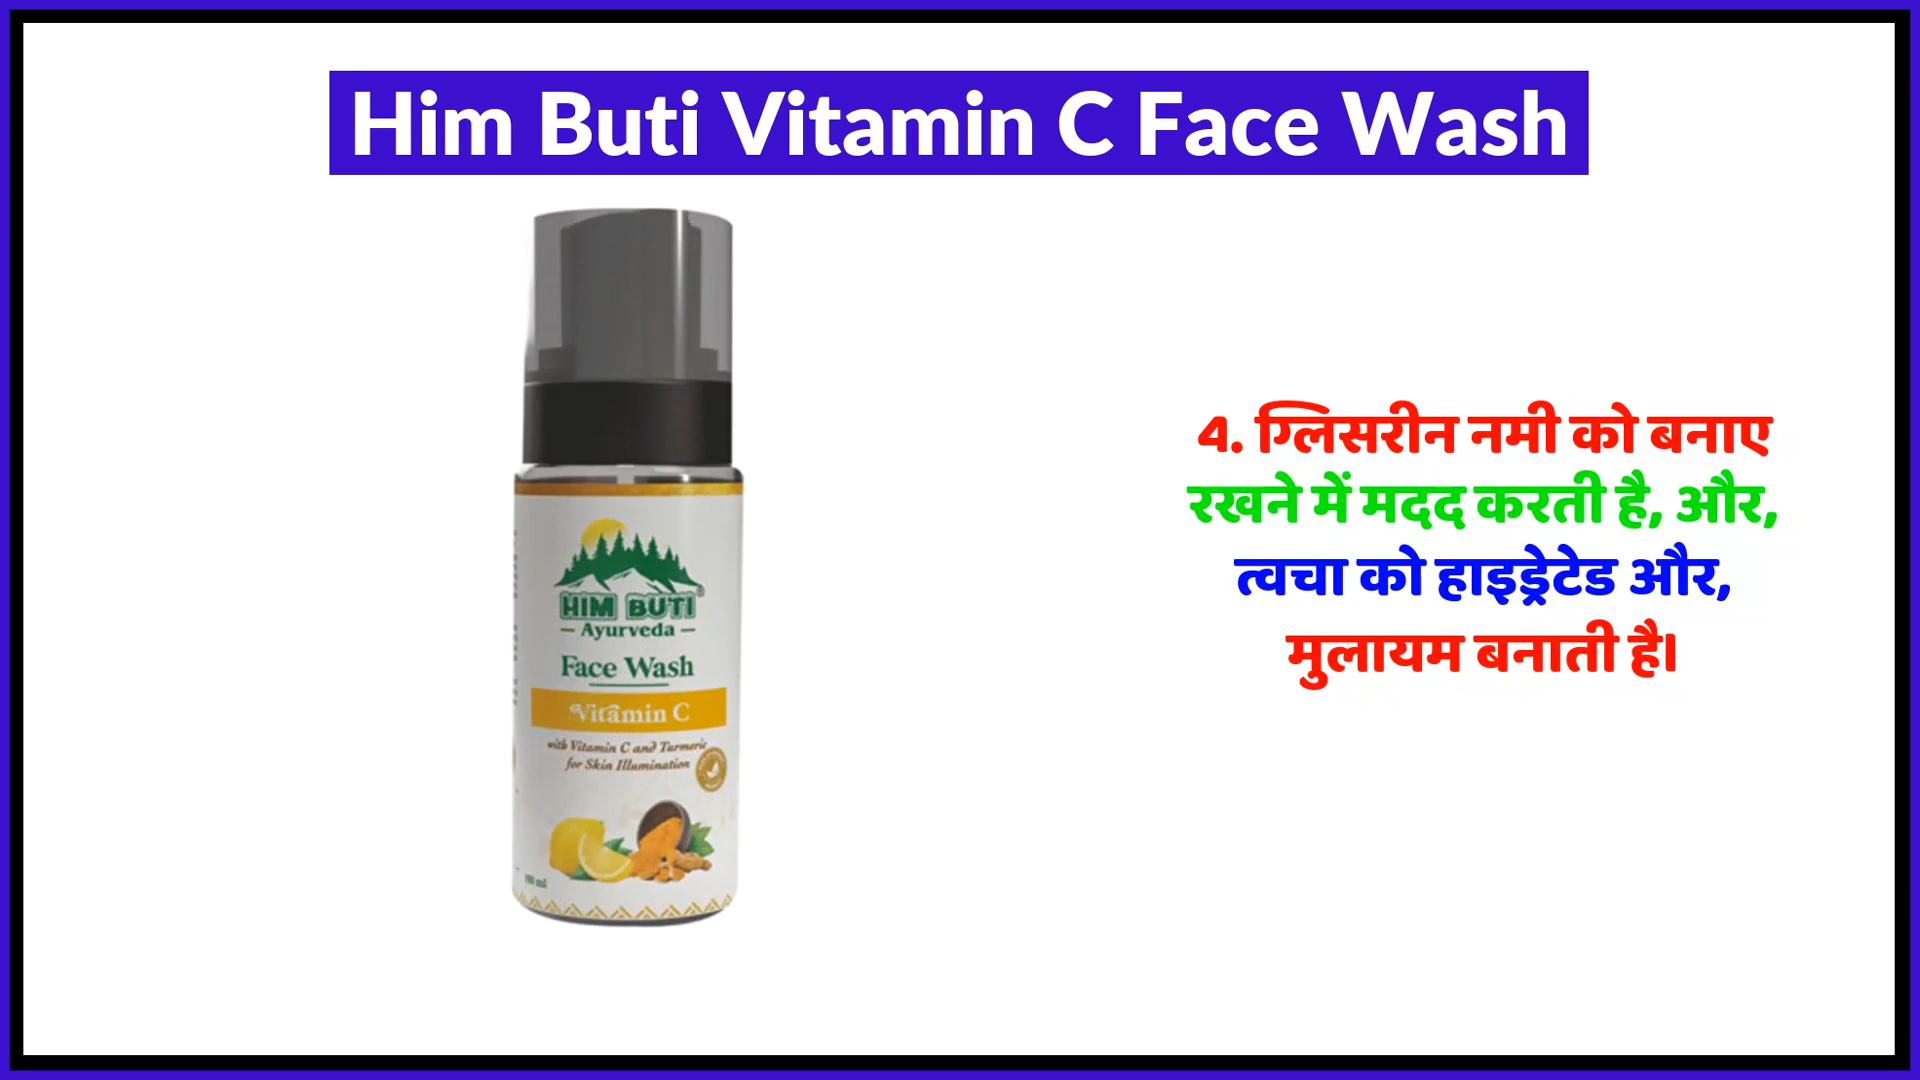 Him Buti Vitamin C Face Wash
HIM BUTI®
Ayurveda
Face Wash
Vitamin C
with Vitamin C and Turmeric
for Skin Illumination
4. ग्लिसरीन नमी को बनाए
रखने में मदद करती है, और,
त्वचा को हाइड्रेटेड और,
मुलायम बनाती है।